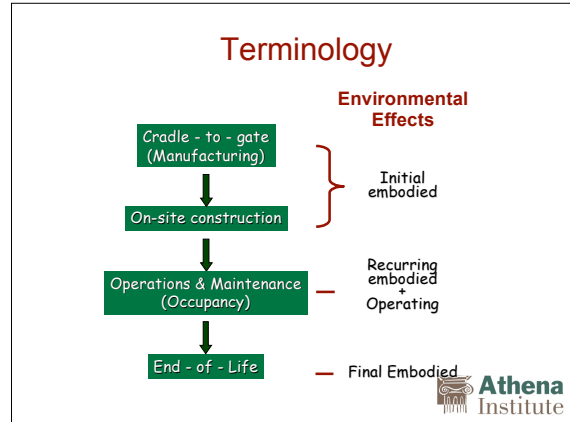 Terminology
Environmental
Effects
Cradle - to - gate
(Manufacturing)
Initial
embodied
On-site construction
Operations & Maintenance
(Occupancy)
Recurring
embodied
+
Operating
End - of - Life
Final Embodied
Athena
Institute